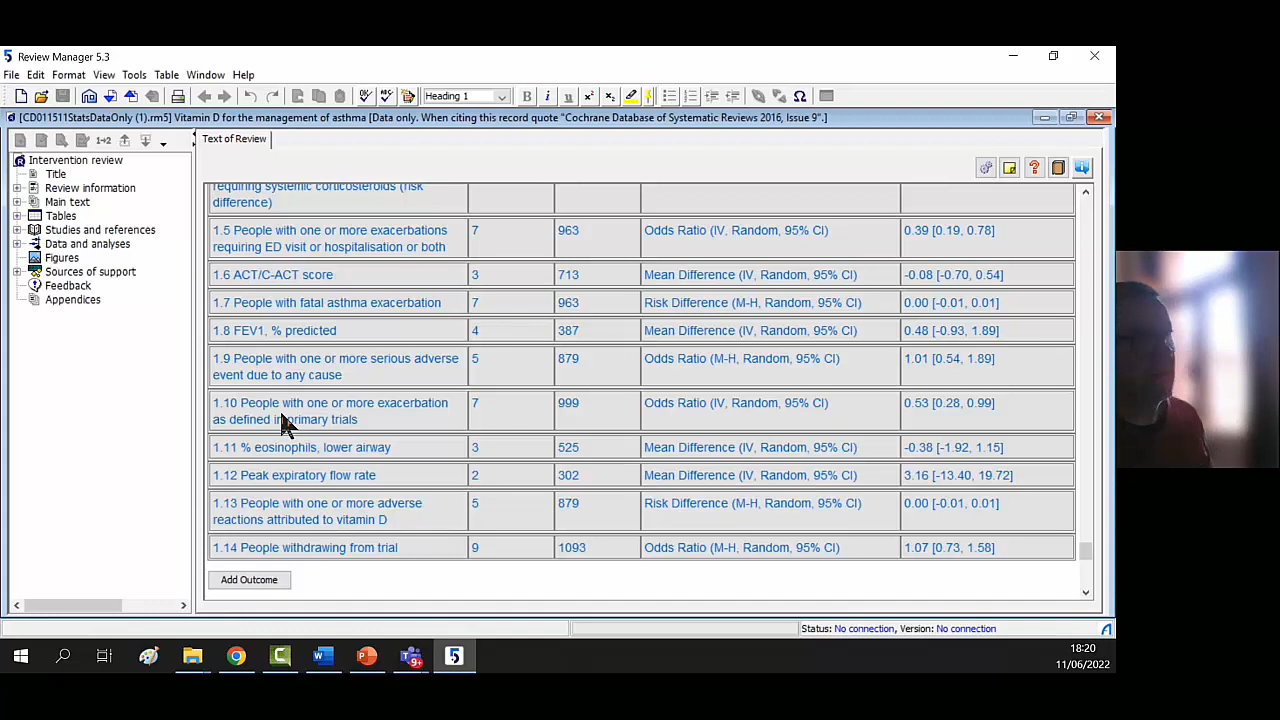 5 Review Manager 5.3
File Edit Format View Tools Table Window Help
Heading 1 B i u
[CD011511StatsDataOnly (1).rm5] Vitamin D for the management of asthma [Data only. When citing this record quote "Cochrane Database of Systematic Reviews 2016, Issue 9".]
Text of Review
Intervention review
Title
Review information
Main text
Tables
Studies and references
Data and analyses
Figures
Sources of support
Feedback
Appendices
requiring systemic corticosteroids (risk
difference)
1.5 People with one or more exacerbations 7 963 Odds Ratio (IV, Random, 95% CI) 0.39 [0.19, 0.78]
requiring ED visit or hospitalisation or both
1.6 ACT/C-ACT score 3 713 Mean Difference (IV, Random, 95% CI) -0.08 [-0.70, 0.54]
1.7 People with fatal asthma exacerbation 7 963 Risk Difference (M-H, Random, 95% CI) 0.00 [-0.01, 0.01]
1.8 FEV1, % predicted 4 387 Mean Difference (IV, Random, 95% CI) 0.48 [-0.93, 1.89]
1.9 People with one or more serious adverse 5 879 Odds Ratio (M-H, Random, 95% CI) 1.01 [0.54, 1.89]
event due to any cause
1.10 People with one or more exacerbation 7 999 Odds Ratio (IV, Random, 95% CI) 0.53 [0.28, 0.99]
as defined in primary trials
1.11 % eosinophils, lower airway 3 525 Mean Difference (IV, Random, 95% CI) -0.38 [-1.92, 1.15]
1.12 Peak expiratory flow rate 2 302 Mean Difference (IV, Random, 95% CI) 3.16 [-13.40, 19.72]
1.13 People with one or more adverse 5 879 Risk Difference (M-H, Random, 95% CI) 0.00 [-0.01, 0.01]
reactions attributed to vitamin D
1.14 People withdrawing from trial 9 1093 Odds Ratio (M-H, Random, 95% CI) 1.07 [0.73, 1.58]
Add Outcome
Status: No connection, Version: No connection
18:20
11/06/2022